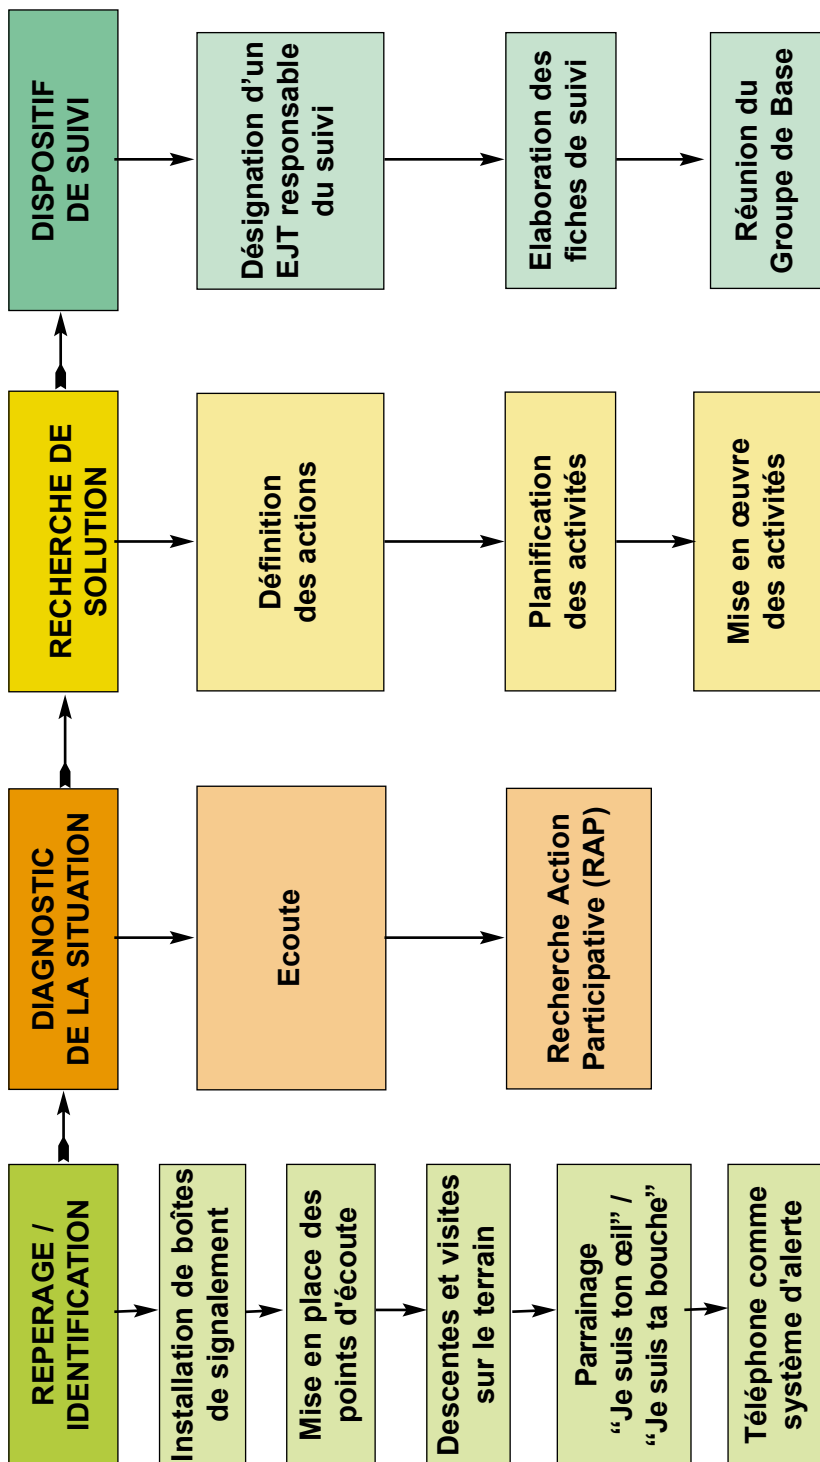 REPERAGE /
IDENTIFICATION
Installation de boîtes
de signalement
Mise en place des
points d'écoute
Descentes et visites
sur le terrain
Parrainage
“Je suis ton œil” /
“Je suis ta bouche”
Téléphone comme
système d'alerte
DIAGNOSTIC
DE LA SITUATION
Ecoute
Recherche Action
Participative (RAP)
RECHERCHE DE
SOLUTION
Définition
des actions
Planification
des activités
Mise en œuvre
des activités
DISPOSITIF
DE SUIVI
Désignation d’un
EJT responsable
du suivi
Elaboration des
fiches de suivi
Réunion du
Groupe de Base